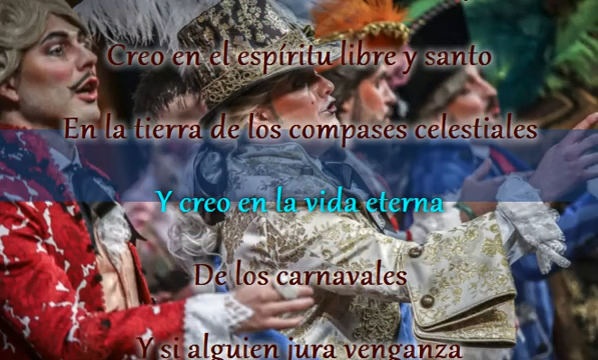 Creo en el espíritu libre y santo
En la tierra de los compases celestiales
Y creo en la vida eterna
De los carnavales
Y si alguien jura venganza